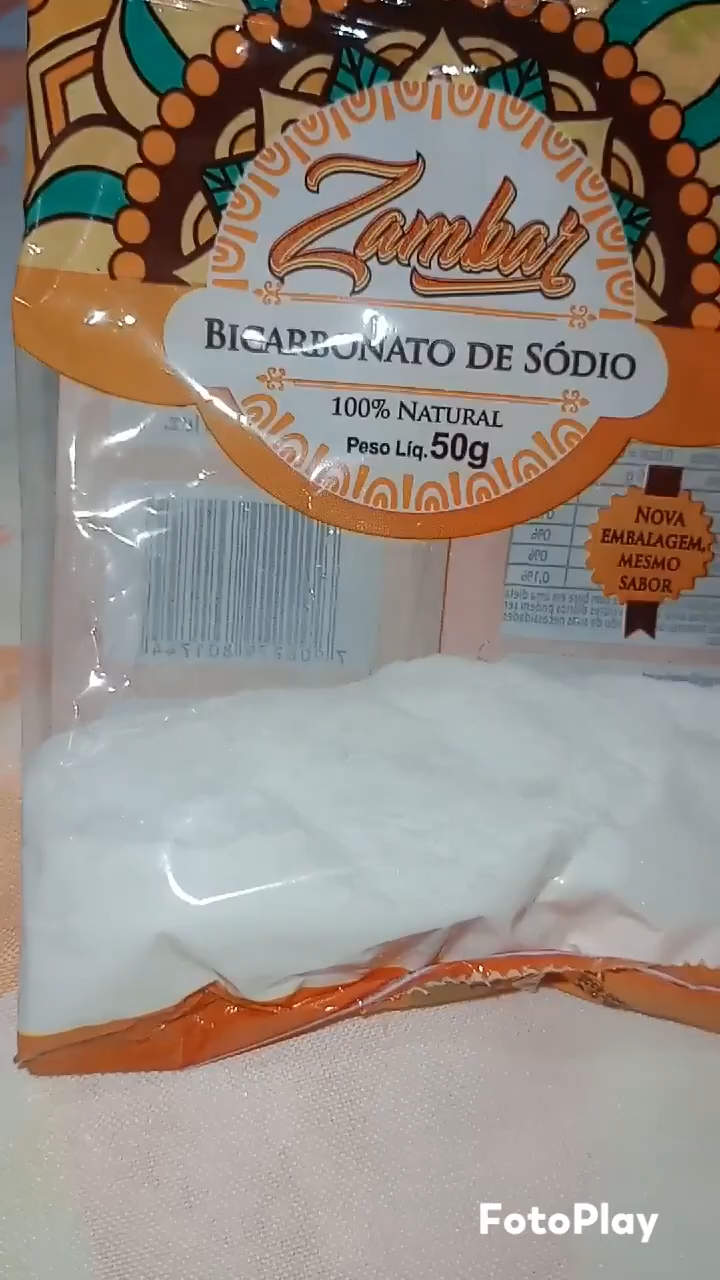 Zambar
BICARBONATO DE SÓDIO
100% NATURAL
Peso Líq. 50g
NOVA
EMBALAGEM,
MESMO
SABOR
FotoPlay